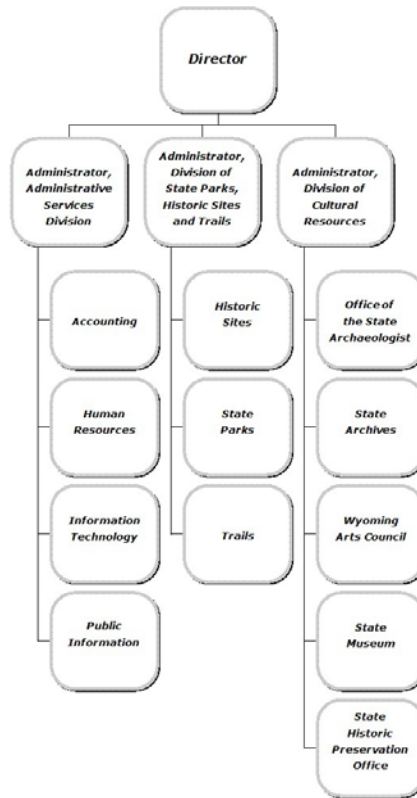 Director
Administrator,
Administrative
Services
Division
Administrator,
Division of
State Parks,
Historic Sites
and Trails
Administrator,
Division of
Cultural
Resources
Accounting
Human
Resources
Information
Technology
Public
Information
Historic
Sites
State
Parks
Trails
Office of
the State
Archaeologist
State
Archives
Wyoming
Arts Council
State
Museum
State
Historic
Preservation
Office